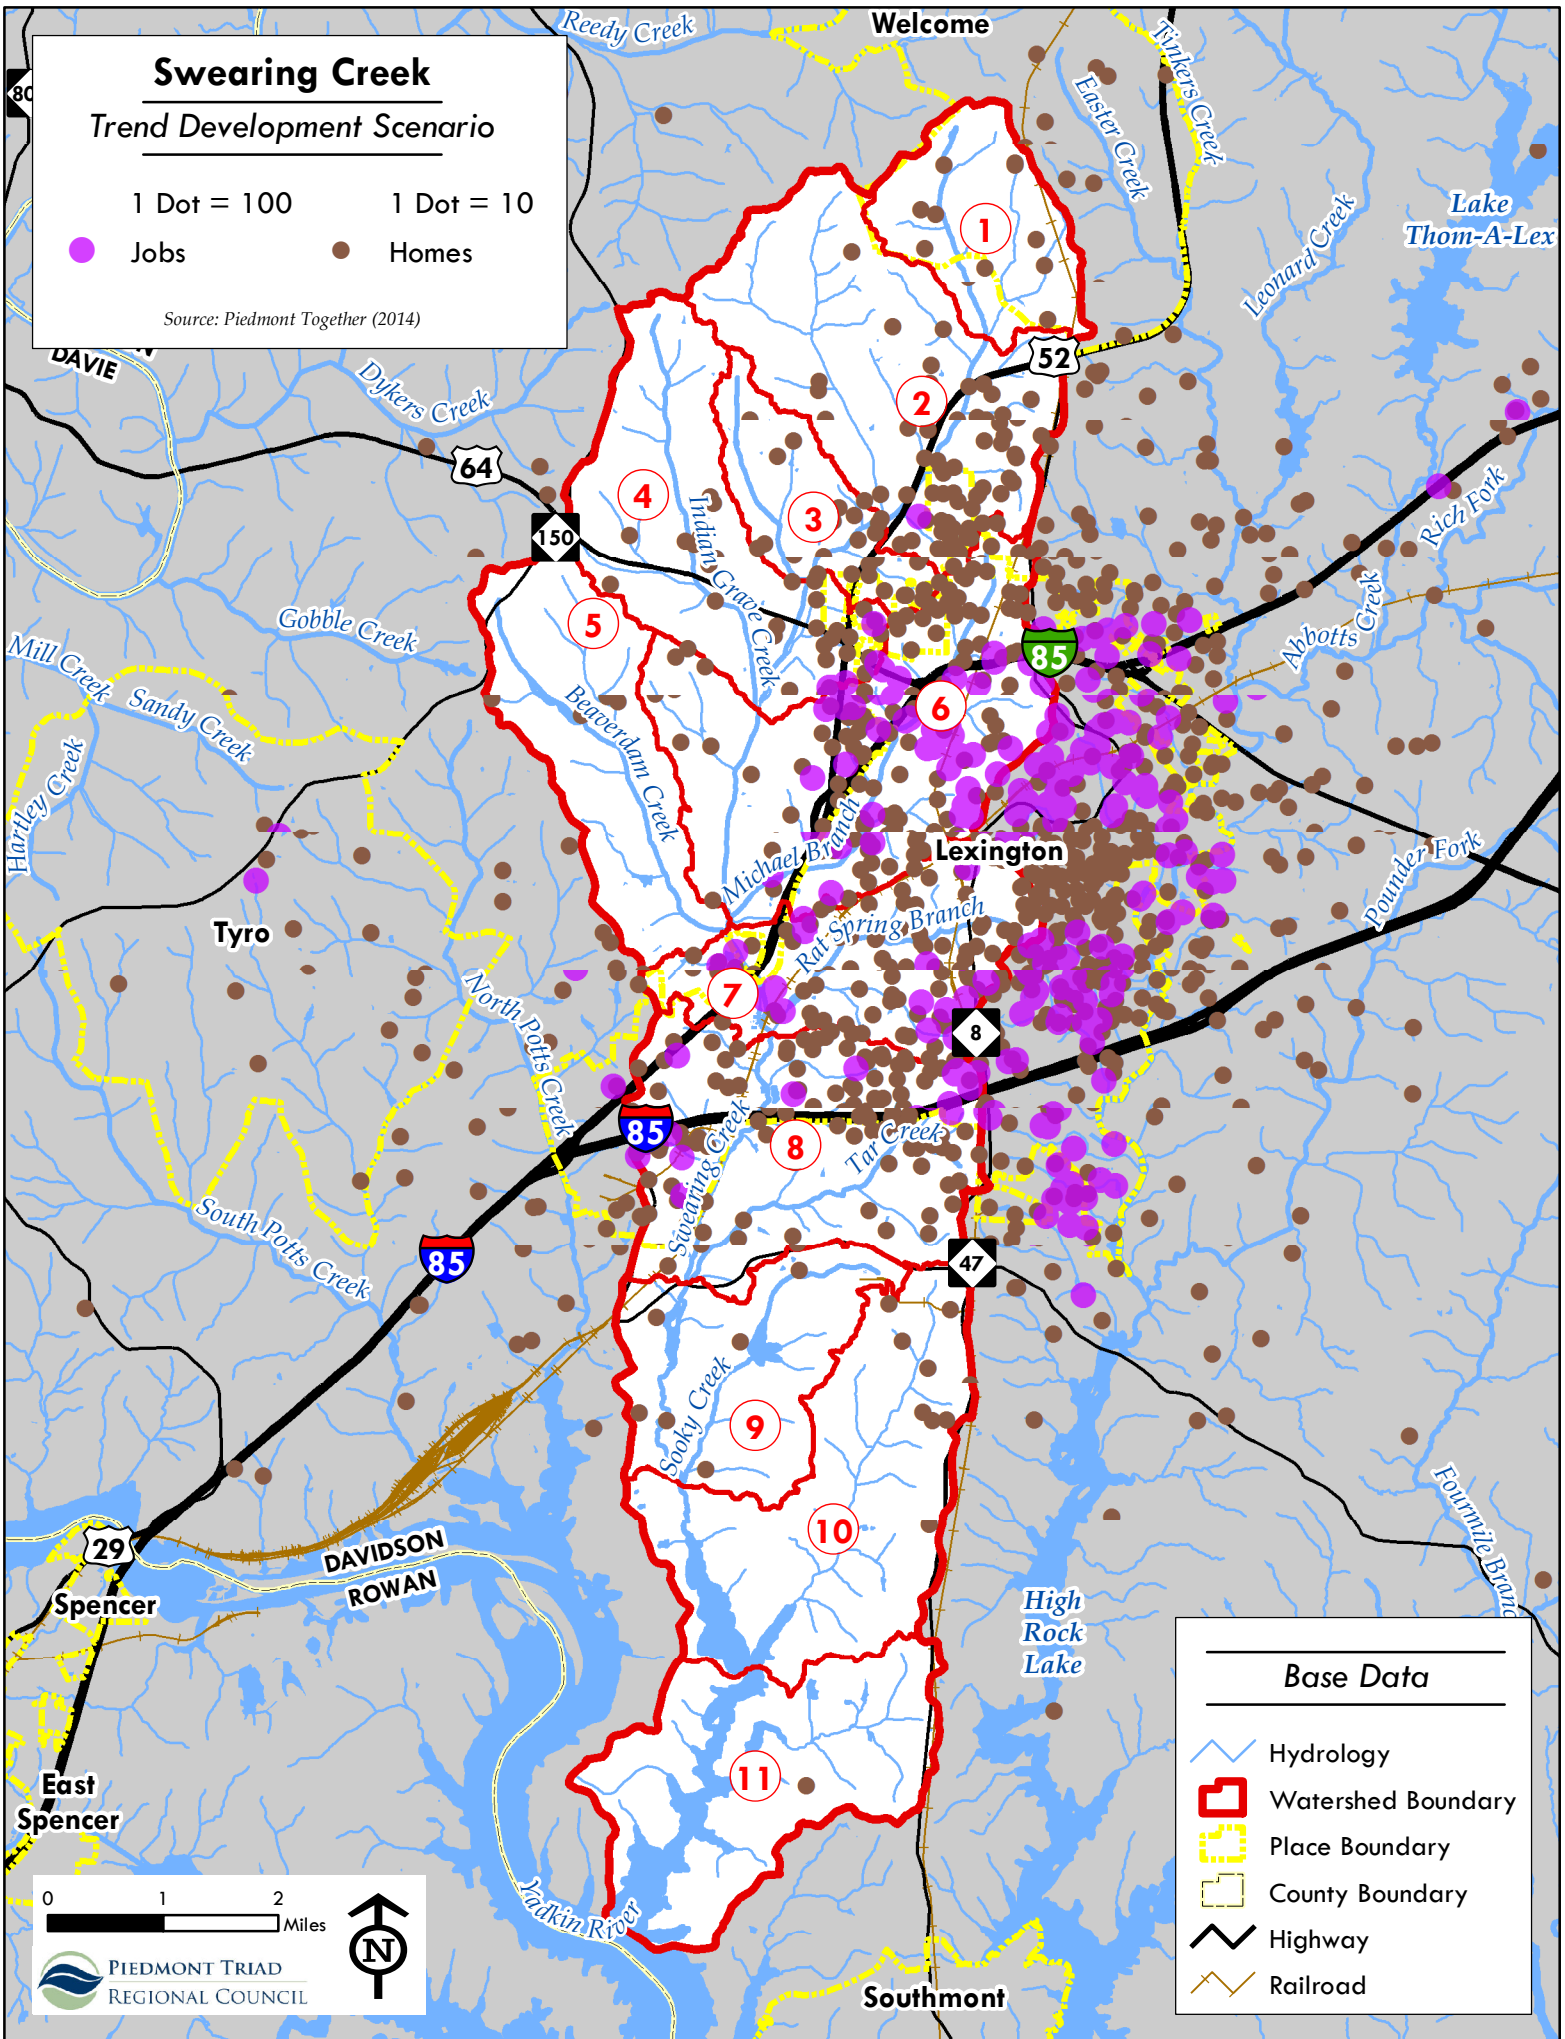 Swearing Creek
Trend Development Scenario
1 Dot = 100
1 Dot = 10
Jobs
Homes
Source: Piedmont Together (2014)
Welcome
Reedy Creek
Tinkers Creek
Easter Creek
Leonard Creek
Lake
Thom-A-Lex
80
DAVIE
Dykers Creek
64
150
52
1
2
3
4
5
Indian Grave Creek
Rich Fork
Abbotts Creek
Gobble Creek
Mill Creek
Sandy Creek
Hartley Creek
Beaverdam Creek
85
6
Michael Branch
Lexington
Pounder Fork
Tyro
Rat Spring Branch
North Potts Creek
7
8
85
8
Tar Creek
Swearing Creek
South Potts Creek
85
47
Sooky Creek
9
10
Fourmile Branc
29
DAVIDSON
ROWAN
Spencer
High
Rock
Lake
East
Spencer
11
Yadkin River
Southmont
Base Data
Hydrology
Watershed Boundary
Place Boundary
County Boundary
Highway
Railroad
0 1 2
Miles
N
PIEDMONT TRIAD
REGIONAL COUNCIL